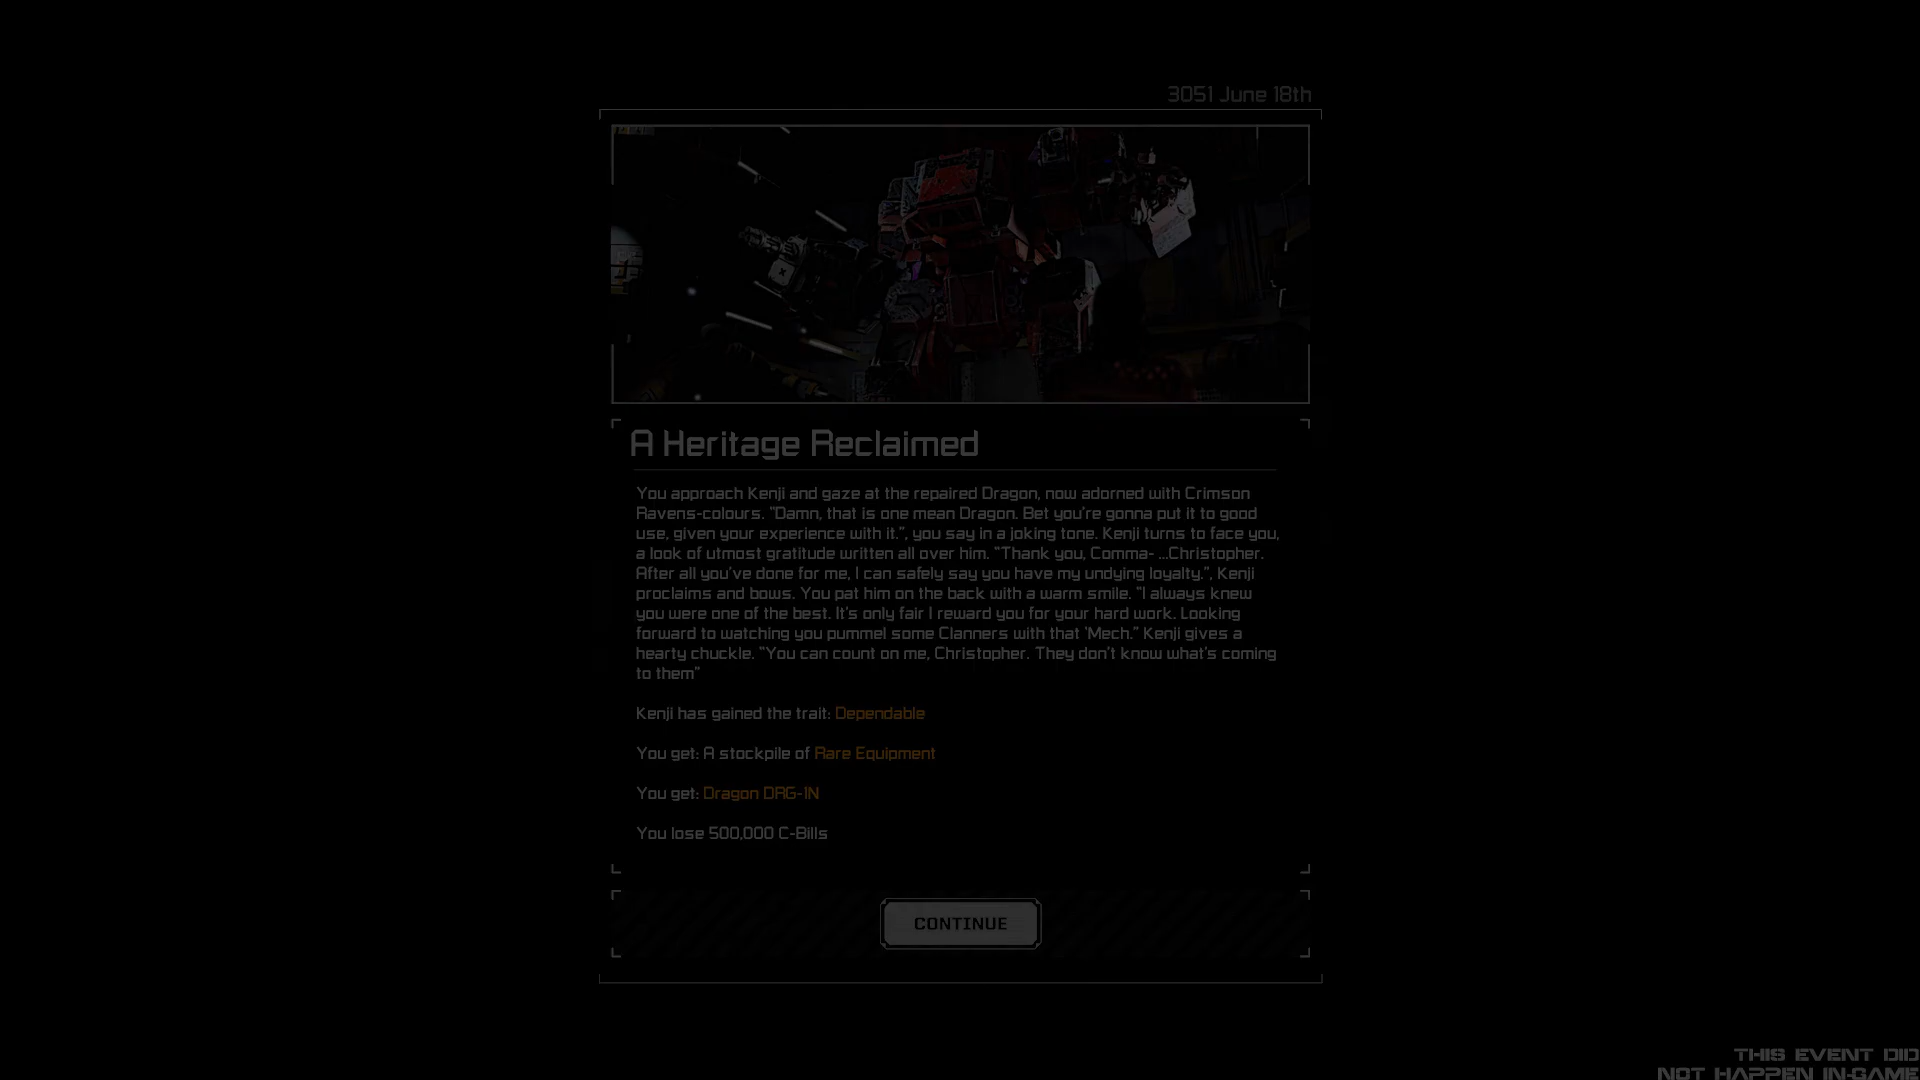 3051 June 18th
A Heritage Reclaimed
You approach Kenji and gaze at the repaired Dragon, now adorned with Crimson
Ravens-colours. "Damn, that is one mean Dragon. Bet you're gonna put it to good
use, given your experience with it.", you say in a joking tone. Kenji turns to face you,
a look of utmost gratitude written all over him. "Thank you, Comma- ...Christopher.
After all you've done for me, I can safely say you have my undying loyalty.", Kenji
proclaims and bows. You pat him on the back with a warm smile. "I always knew
you were one of the best. It's only fair I reward you for your hard work. Looking
forward to watching you pummel some Clanners with that 'Mech." Kenji gives a
hearty chuckle. "You can count on me, Christopher. They don't know what's coming
to them"
Kenji has gained the trait: Dependable
You get: A stockpile of Rare Equipment
You get: Dragon DRG-1N
You lose 500,000 C-Bills
CONTINUE
THIS EVENT DID
NOT HAPPEN IN-GAME